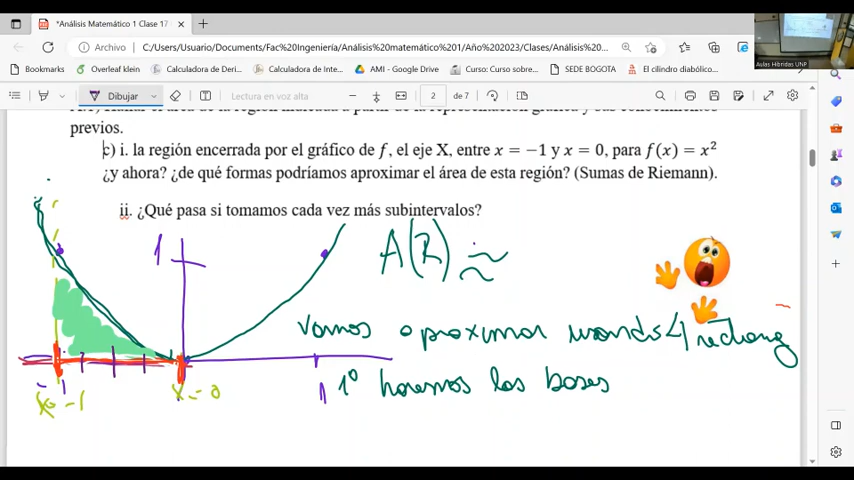 *Análisis Matemático 1 Clase 17
Archivo C:/Users/Usuario/Documents/Fac%20Ingeniería/Análisis%20matemático%201/Año%202023/Clases/Análisis%20...
Aulas Híbridas UNP
Bookmarks Overleaf klein Calculadora de Deri... Calculadora de Inte... AMI - Google Drive Curso: Curso sobre... SEDE BOGOTA El cilindro diabólic...
Dibujar Lectura en voz alta 2 de 7
previos.
c) i. la región encerrada por el gráfico de f, el eje X, entre x = −1 y x = 0, para f(x) = x²
¿y ahora? ¿de qué formas podríamos aproximar el área de esta región? (Sumas de Riemann).
ii. ¿Qué pasa si tomamos cada vez más subintervalos?
1 A(R) ≈
vamos aproximar usando 4 rectang
-1 1
x=-1 x=0 1º haremos las bases